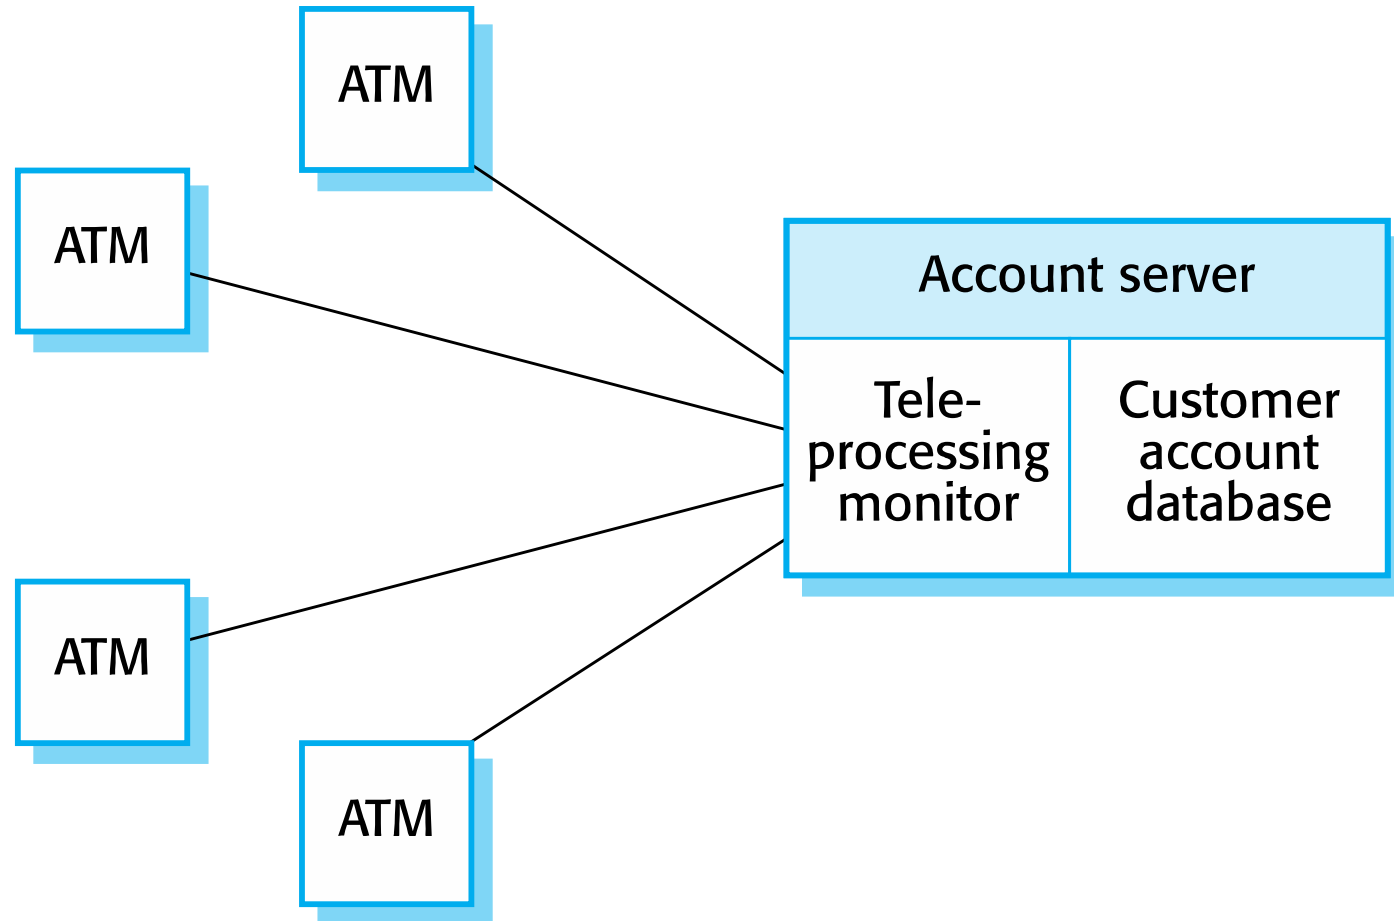 ATM
ATM
Account server
Tele-
processing
monitor
Customer
account
database
ATM
ATM